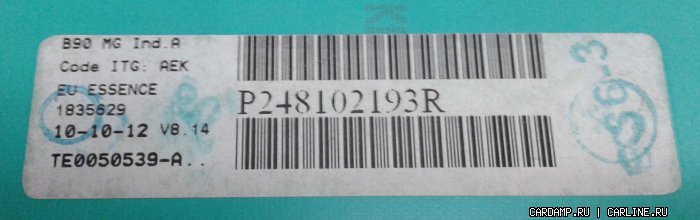 B90 MG Ind.A
Code ITG: AEK
EU ESSENCE
1835629
10-10-12 V8.14
TE0050539-A..
P248102193R
CARDAMP.RU | CARLINE.RU